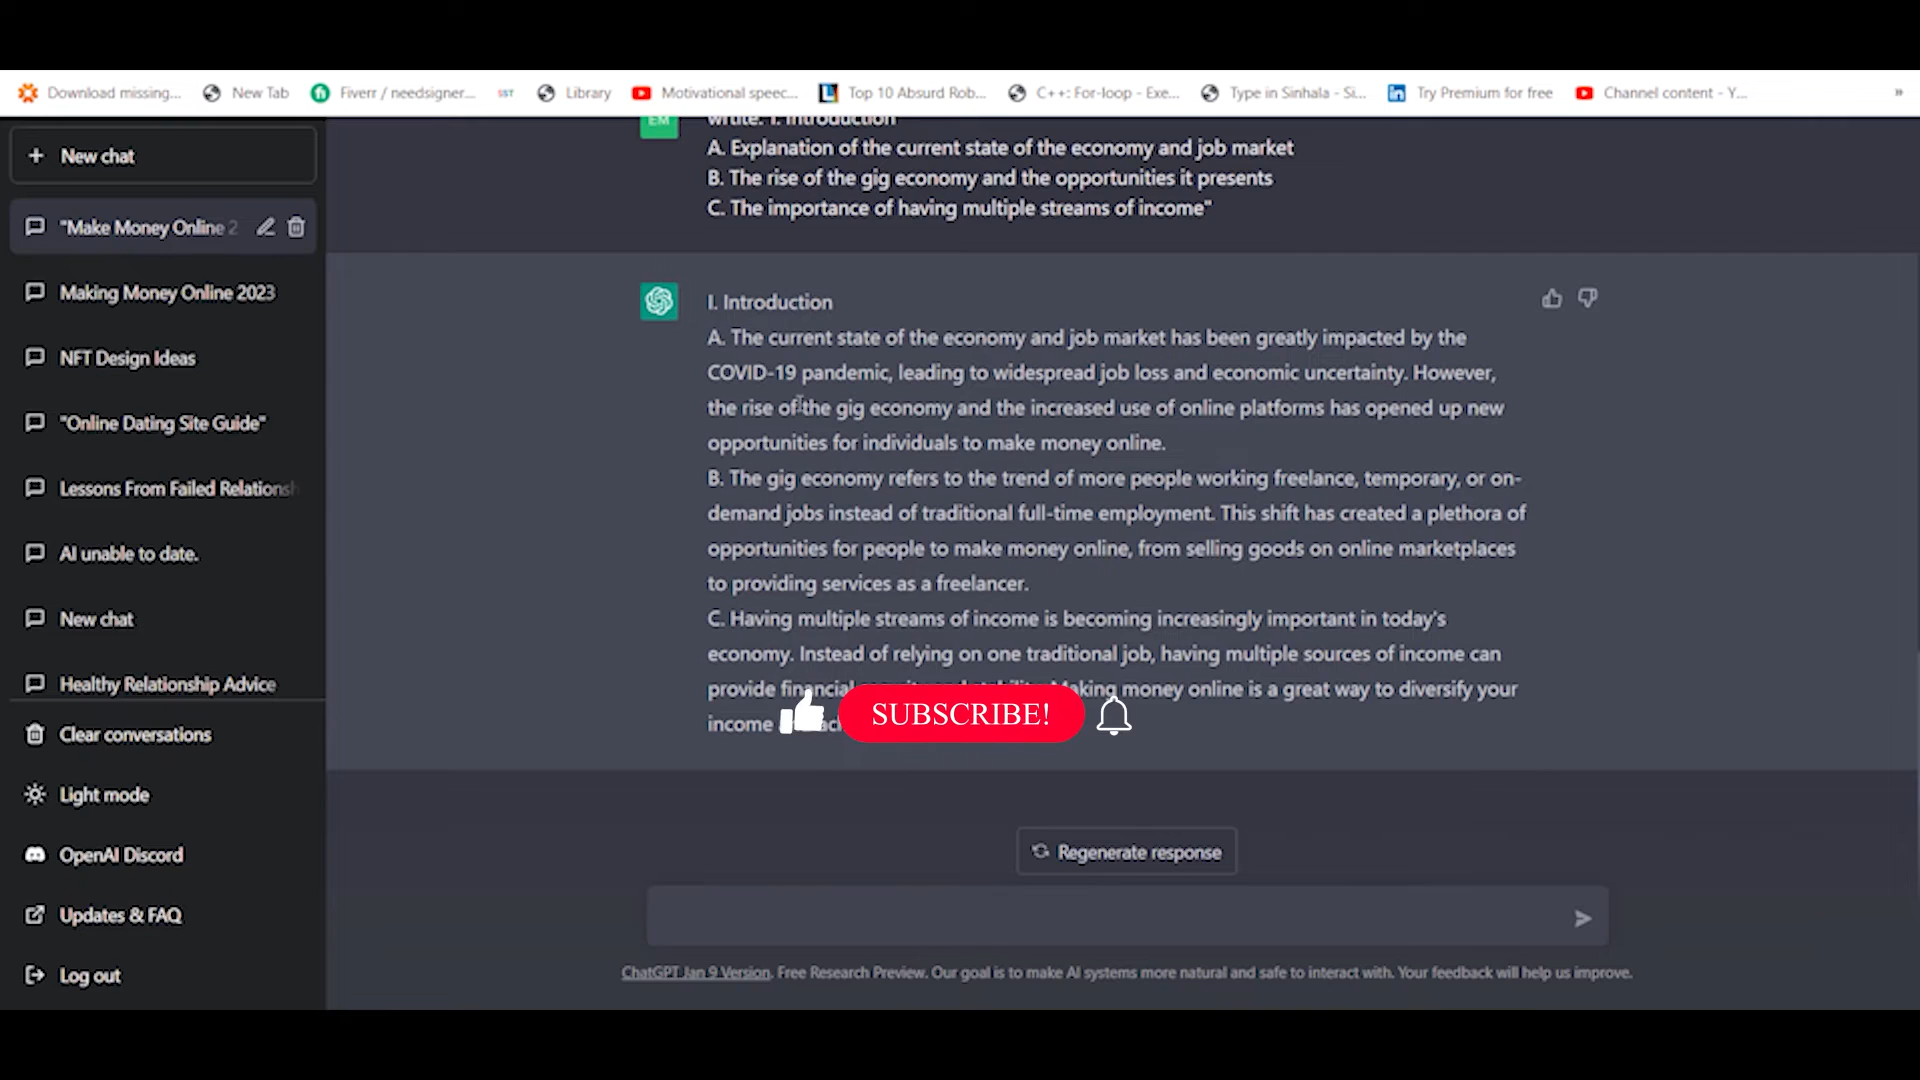 Download missing...
New Tab
Fiverr / needsigner...
SST
Library
Motivational speec...
Top 10 Absurd Rob...
C++: For-loop - Exe...
Type in Sinhala - Si...
Try Premium for free
Channel content - Y...
»
+ New chat
"Make Money Online 2
Making Money Online 2023
NFT Design Ideas
"Online Dating Site Guide"
Lessons From Failed Relationsh
AI unable to date.
New chat
Healthy Relationship Advice
Clear conversations
Light mode
OpenAI Discord
Updates & FAQ
Log out
EM
write. 1. Introduction
A. Explanation of the current state of the economy and job market
B. The rise of the gig economy and the opportunities it presents
C. The importance of having multiple streams of income"
I. Introduction
A. The current state of the economy and job market has been greatly impacted by the
COVID-19 pandemic, leading to widespread job loss and economic uncertainty. However,
the rise of the gig economy and the increased use of online platforms has opened up new
opportunities for individuals to make money online.
B. The gig economy refers to the trend of more people working freelance, temporary, or on-
demand jobs instead of traditional full-time employment. This shift has created a plethora of
opportunities for people to make money online, from selling goods on online marketplaces
to providing services as a freelancer.
C. Having multiple streams of income is becoming increasingly important in today's
economy. Instead of relying on one traditional job, having multiple sources of income can
provide financial Making money online is a great way to diversify your
income
SUBSCRIBE!
Regenerate response
ChatGPT Jan 9 Version. Free Research Preview. Our goal is to make AI systems more natural and safe to interact with. Your feedback will help us improve.